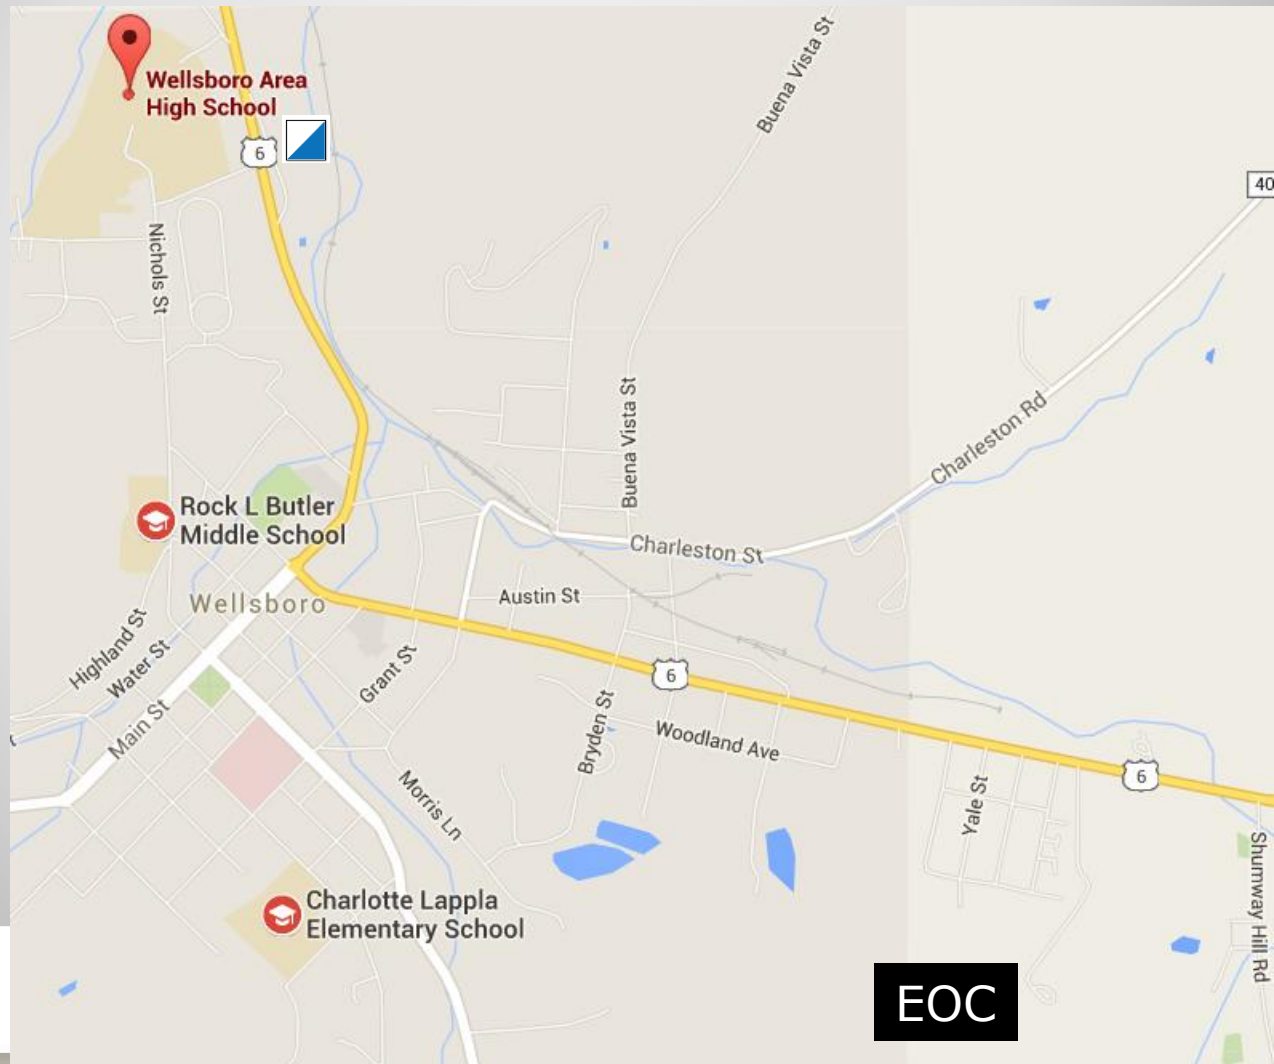 Wellsboro Area
High School
6
Buena Vista St
40
Nichols St
Buena Vista St
Charleston Rd
Rock L Butler
Middle School
Charleston St
Austin St
Wellsboro
Highland St
Water St
Main St
Grant St
6
Bryden St
Woodland Ave
6
Morris Ln
Yale St
Shumway Hill Rd
Charlotte Lappla
Elementary School
EOC